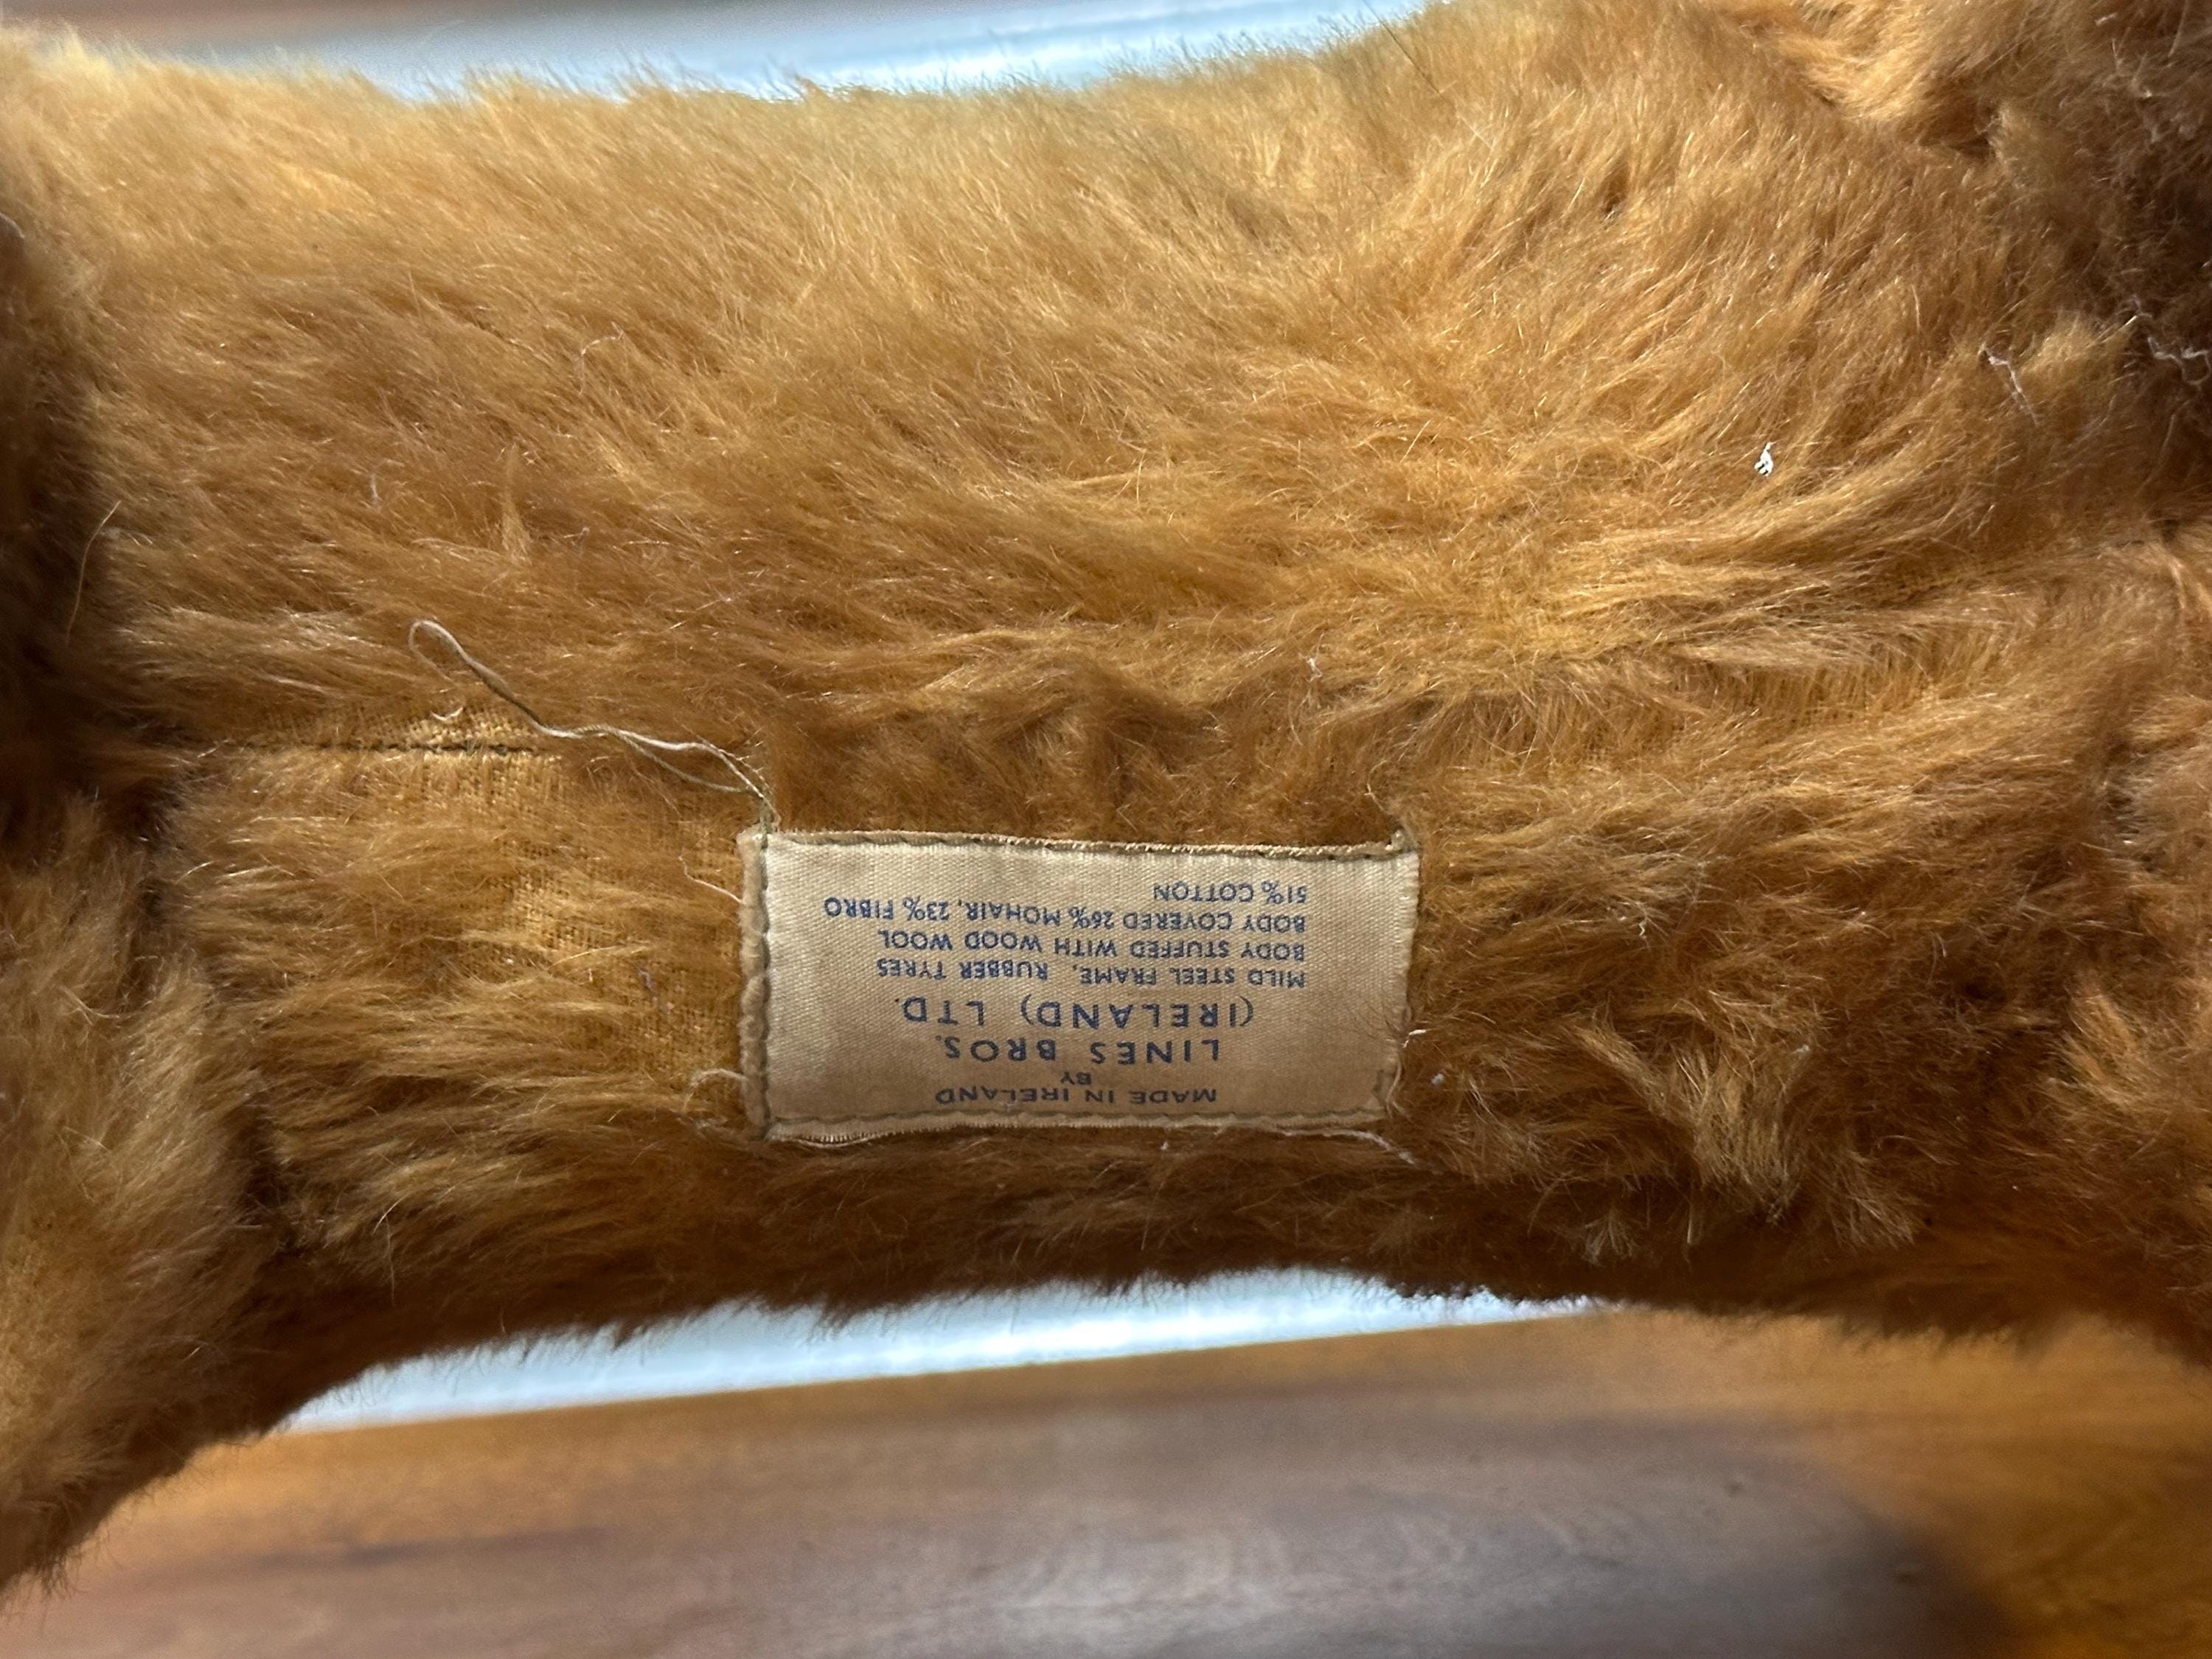 MADE IN IRELAND
BY
LINES BROS.
(IRELAND) LTD.
MILD STEEL FRAME, RUBBER TYRES
BODY STUFFED WITH WOOD WOOL
BODY COVERED 26% MOHAIR, 23% FIBRO
51% COTTON